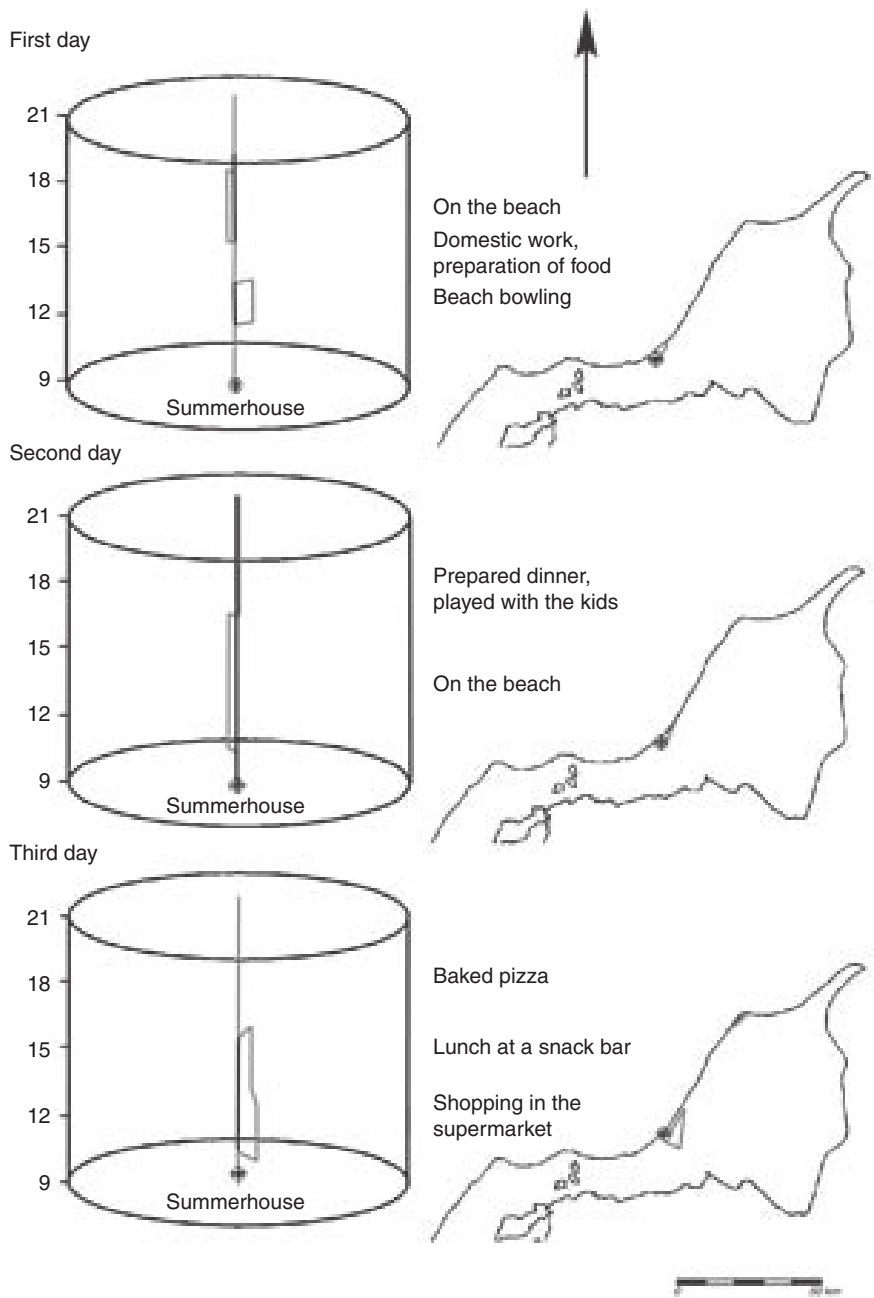 First day
21
18
15
12
9
Summerhouse
On the beach
Domestic work,
preparation of food
Beach bowling
Second day
21
18
15
12
9
Summerhouse
Prepared dinner,
played with the kids
On the beach
Third day
21
18
15
12
9
Summerhouse
Baked pizza
Lunch at a snack bar
Shopping in the
supermarket
0
km